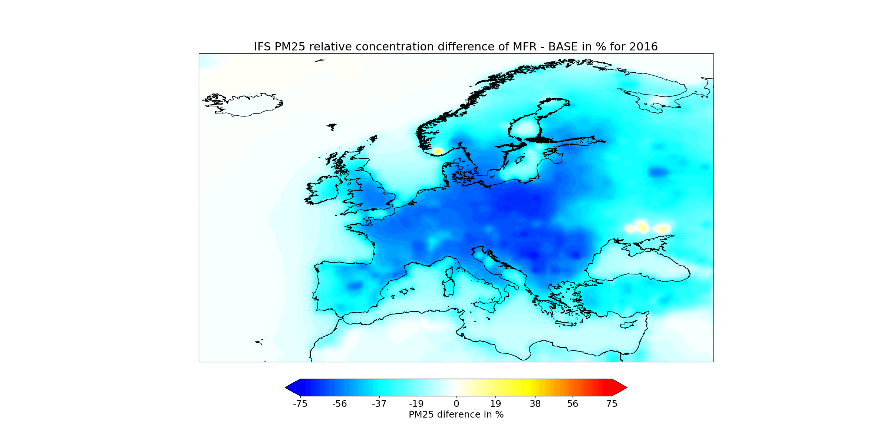 IFS PM25 relative concentration difference of MFR - BASE in % for 2016
-75 -56 -37 -19 0 19 38 56 75
PM25 diference in %